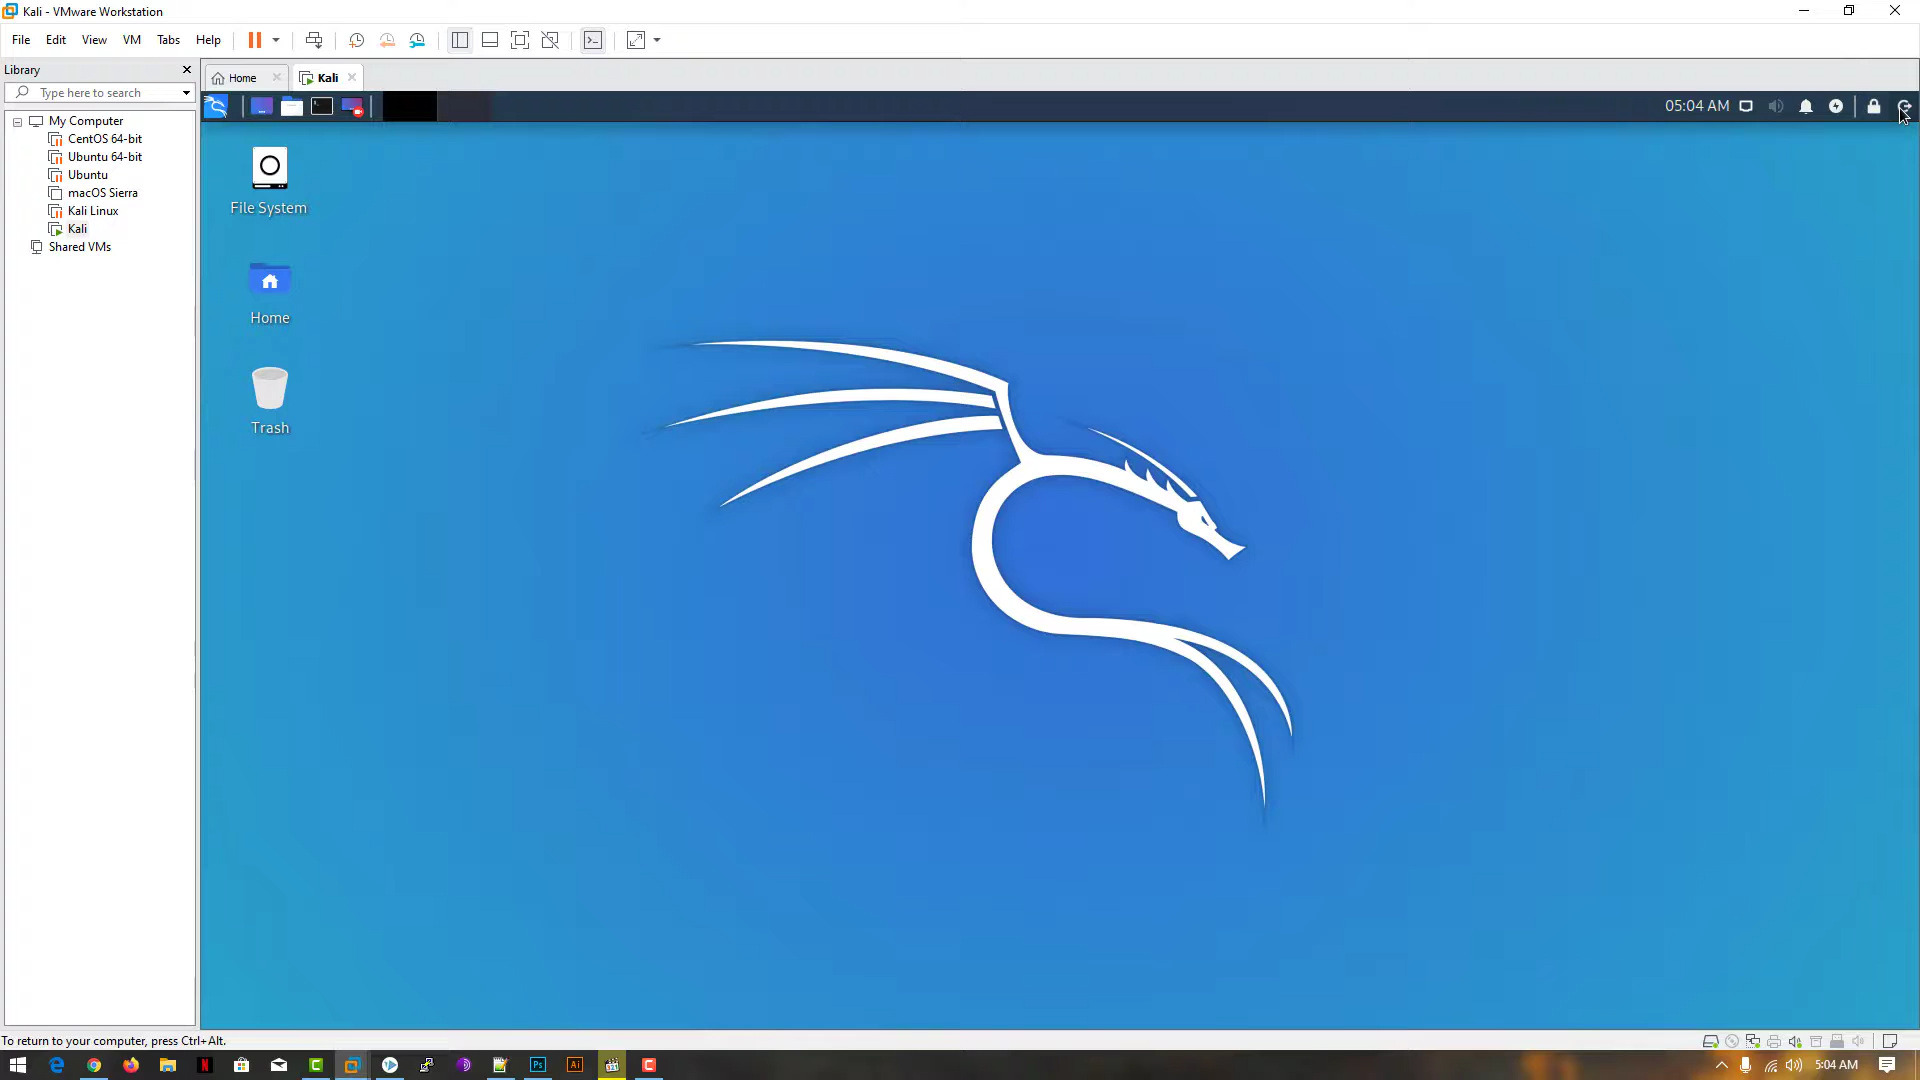 Kali - VMware Workstation
File Edit View VM Tabs Help
Library
Home
Kali
Type here to search
05:04 AM
My Computer
CentOS 64-bit
Ubuntu 64-bit
Ubuntu
macOS Sierra
Kali Linux
Kali
Shared VMs
File System
Home
Trash
To return to your computer, press Ctrl+Alt.
Ps
Ai
5:04 AM